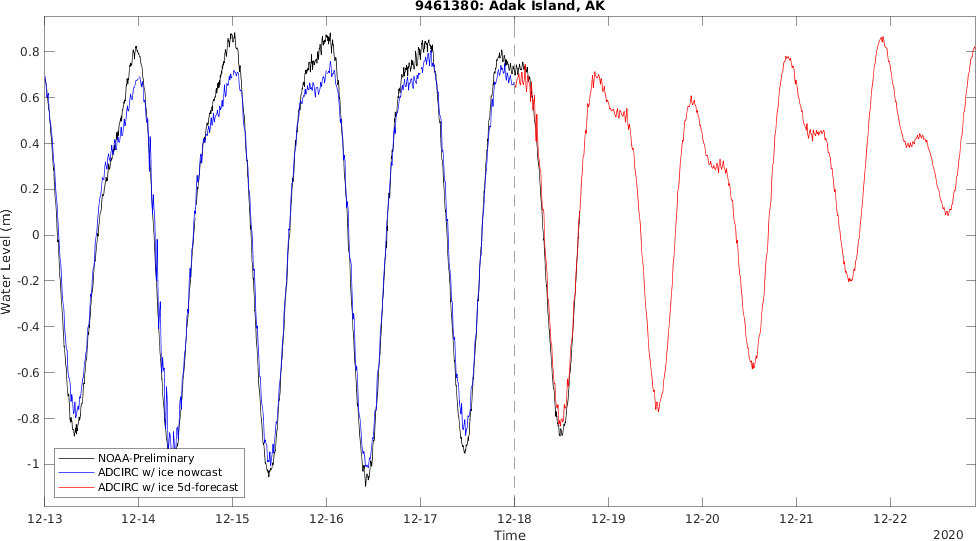 9461380: Adak Island, AK
Water Level (m)
0.8
0.6
0.4
0.2
0
-0.2
-0.4
-0.6
-0.8
-1
NOAA-Preliminary
ADCIRC w/ ice nowcast
ADCIRC w/ ice 5d-forecast
12-13 12-14 12-15 12-16 12-17 12-18 12-19 12-20 12-21 12-22
Time
2020